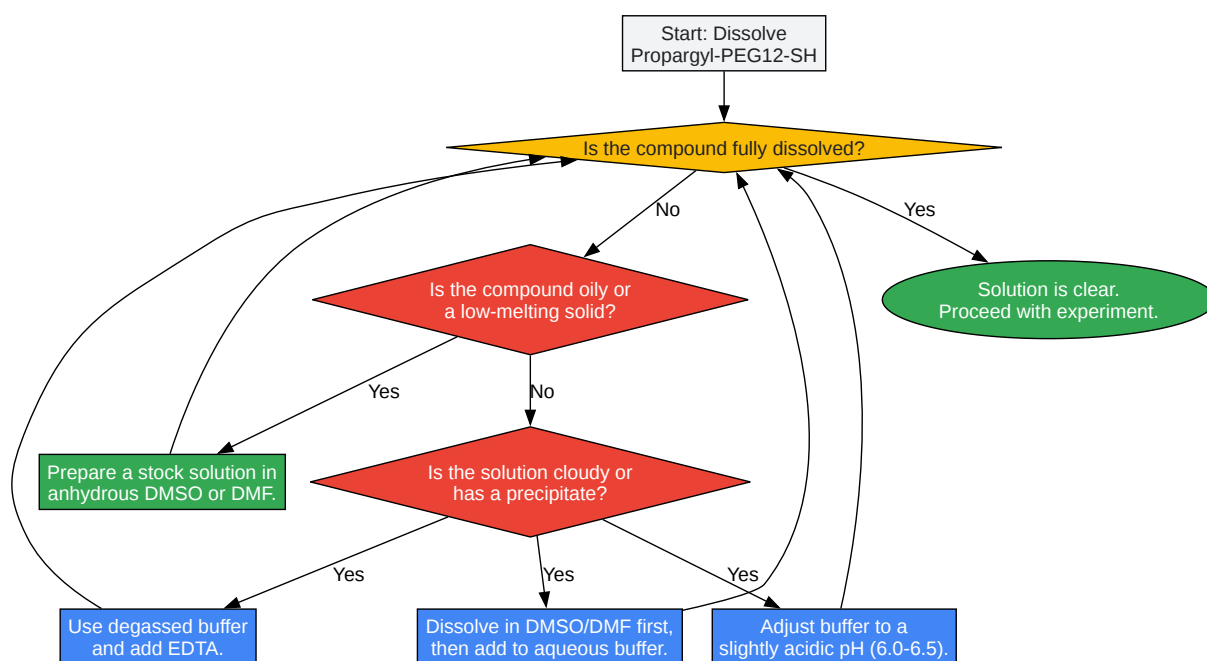 Start: Dissolve
Propargyl-PEG12-SH
Is the compound fully dissolved?
No
Yes
Is the compound oily or
a low-melting solid?
Solution is clear.
Proceed with experiment.
Yes
No
Prepare a stock solution in
anhydrous DMSO or DMF.
Is the solution cloudy or
has a precipitate?
Yes
Yes
Yes
Use degassed buffer
and add EDTA.
Dissolve in DMSO/DMF first,
then add to aqueous buffer.
Adjust buffer to a
slightly acidic pH (6.0-6.5).